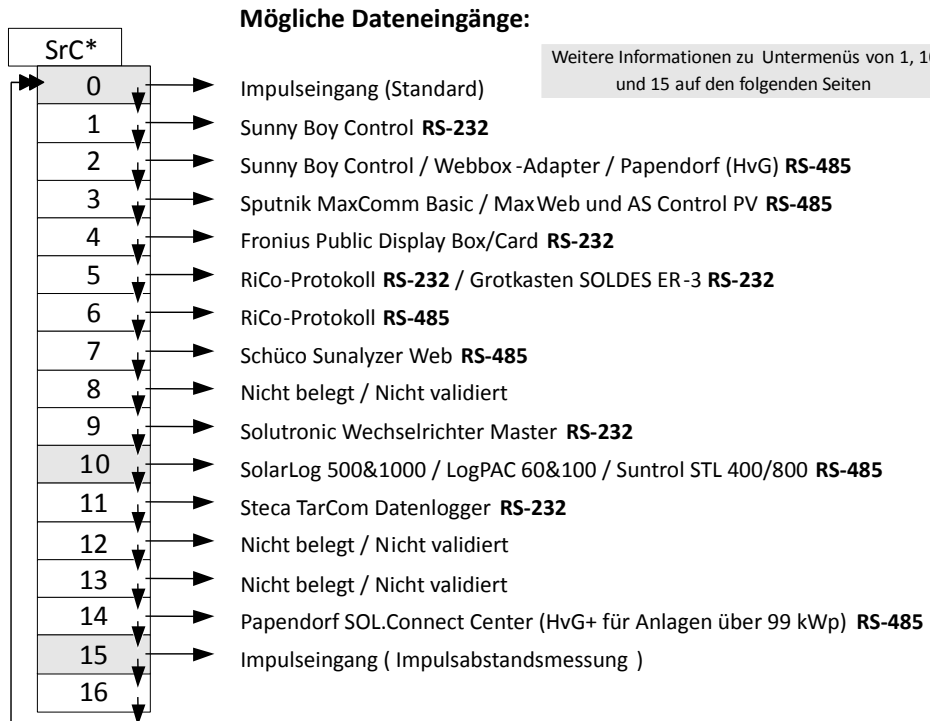 Mögliche Dateneingänge:
SrC*
Weitere Informationen zu Untermenüs von 1, 10
und 15 auf den folgenden Seiten
0 Impulseingang (Standard)
1 Sunny Boy Control RS-232
2 Sunny Boy Control / Webbox-Adapter / Papendorf (HvG) RS-485
3 Sputnik MaxComm Basic / MaxWeb und AS Control PV RS-485
4 Fronius Public Display Box/Card RS-232
5 RiCo-Protokoll RS-232 / Grotkasten SOLDES ER-3 RS-232
6 RiCo-Protokoll RS-485
7 Schüco Sunalyzer Web RS-485
8 Nicht belegt / Nicht validiert
9 Solutronic Wechselrichter Master RS-232
10 SolarLog 500&1000 / LogPAC 60&100 / Suntrol STL 400/800 RS-485
11 Steca TarCom Datenlogger RS-232
12 Nicht belegt / Nicht validiert
13 Nicht belegt / Nicht validiert
14 Papendorf SOL.Connect Center (HvG+ für Anlagen über 99 kWp) RS-485
15 Impulseingang ( Impulsabstandsmessung )
16